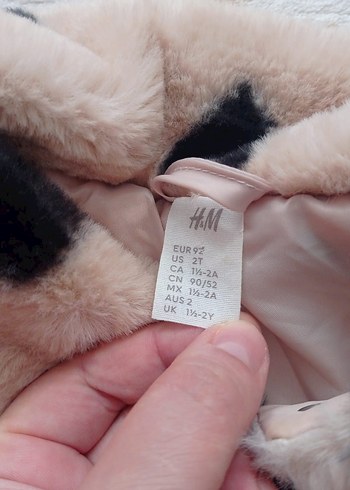 H&M
EUR 92
US 2T
CA 1½-2A
CN 90/52
MX 1½-2A
AUS 2
UK 1½-2Y